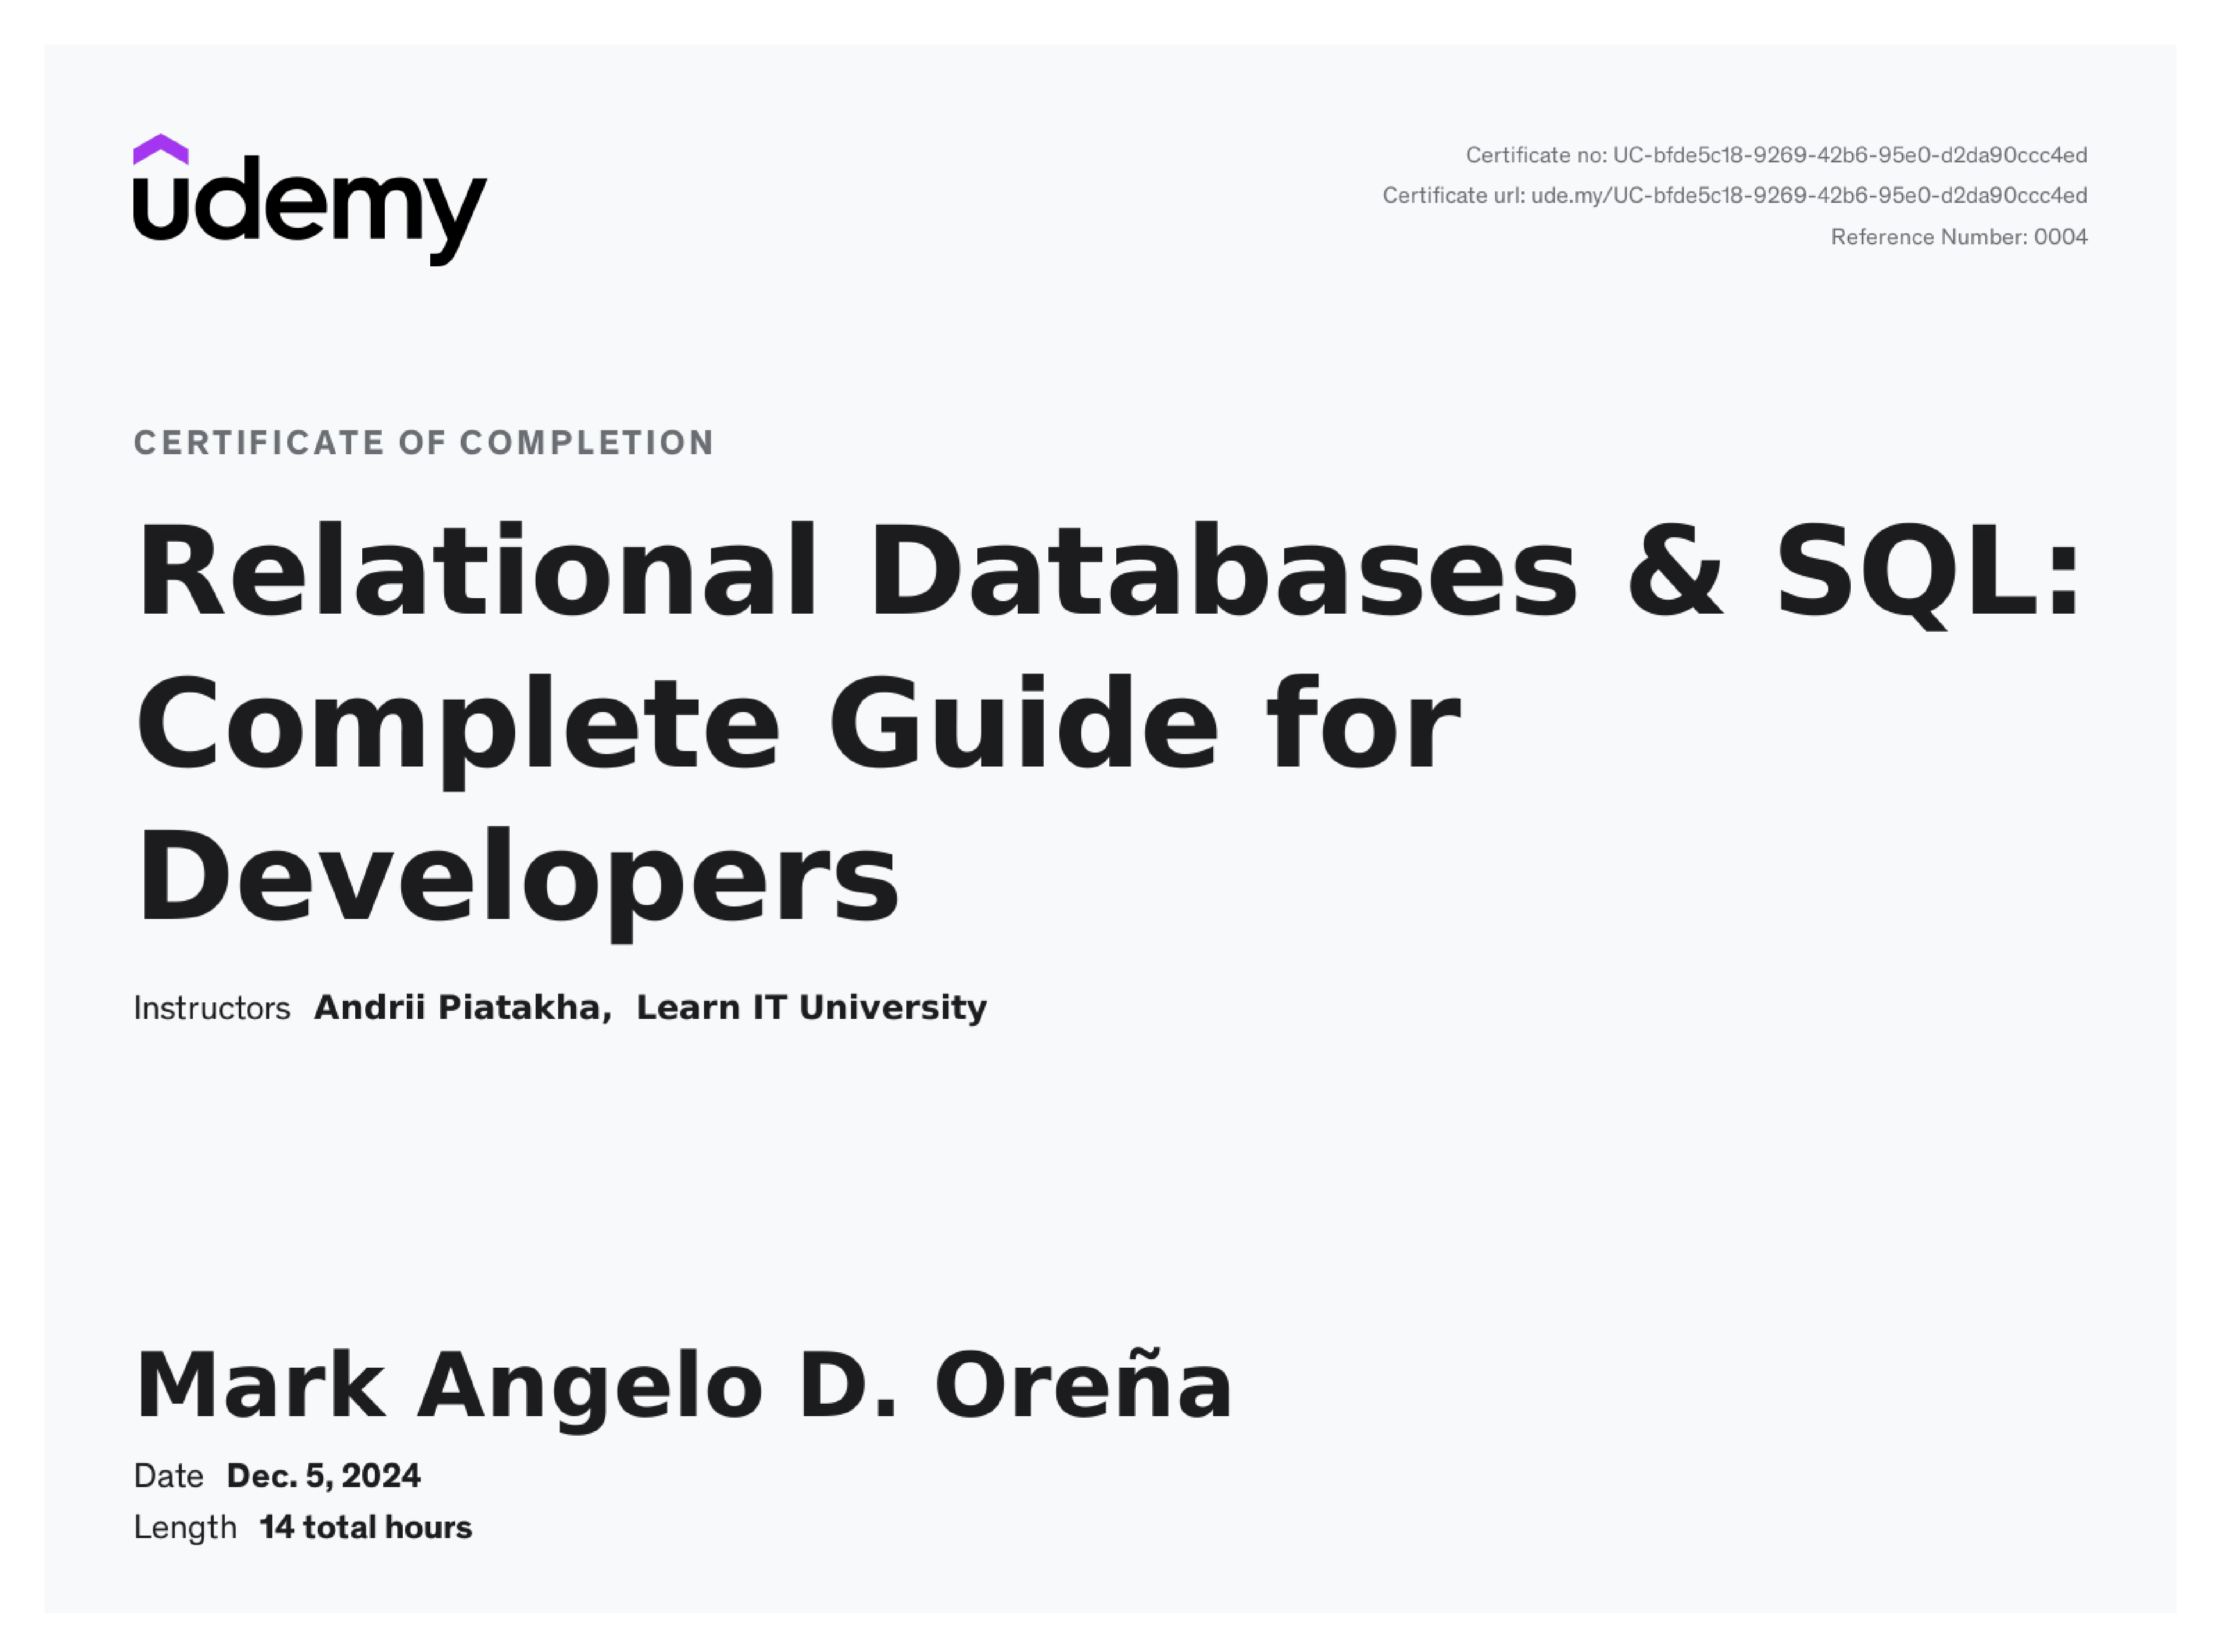 udemy
Certificate no: UC-bfde5c18-9269-42b6-95e0-d2da90ccc4ed
Certificate url: ude.my/UC-bfde5c18-9269-42b6-95e0-d2da90ccc4ed
Reference Number: 0004
CERTIFICATE OF COMPLETION
Relational Databases & SQL:
Complete Guide for
Developers
Instructors Andrii Piatakha, Learn IT University
Mark Angelo D. Oreña
Date Dec. 5, 2024
Length 14 total hours